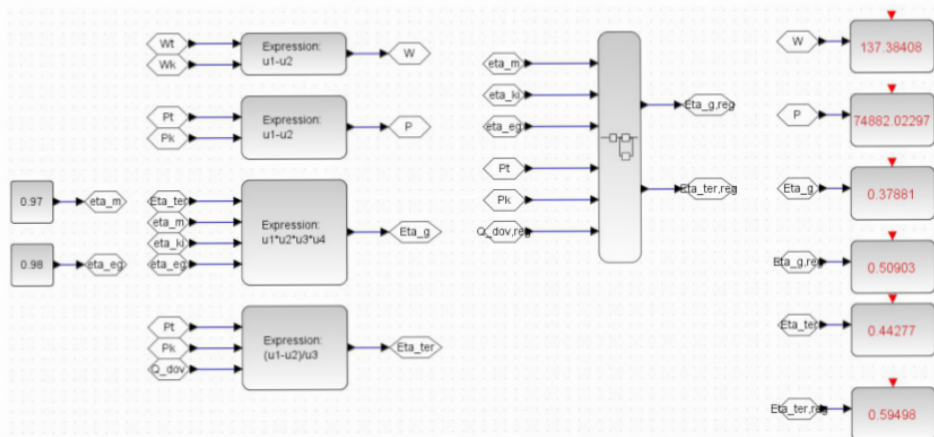 Wt
Wk
Expression:
u1-u2
W
Pt
Pk
Expression:
u1-u2
P
0.97
eta_m
0.98
eta_eg
Eta_ter
eta_m
eta_ki
eta_eg
Expression:
u1*u2*u3*u4
Eta_g
Pt
Pk
Q_dov
Expression:
(u1-u2)/u3
Eta_ter
eta_m
eta_ki
eta_eg
Pt
Pk
Q_dov,reg
Eta_g,reg
Eta_ter,reg
W
137.38408
P
74882.02297
Eta_g
0.37881
Eta_g,reg
0.50903
Eta_ter
0.44277
Eta_ter,reg
0.59498